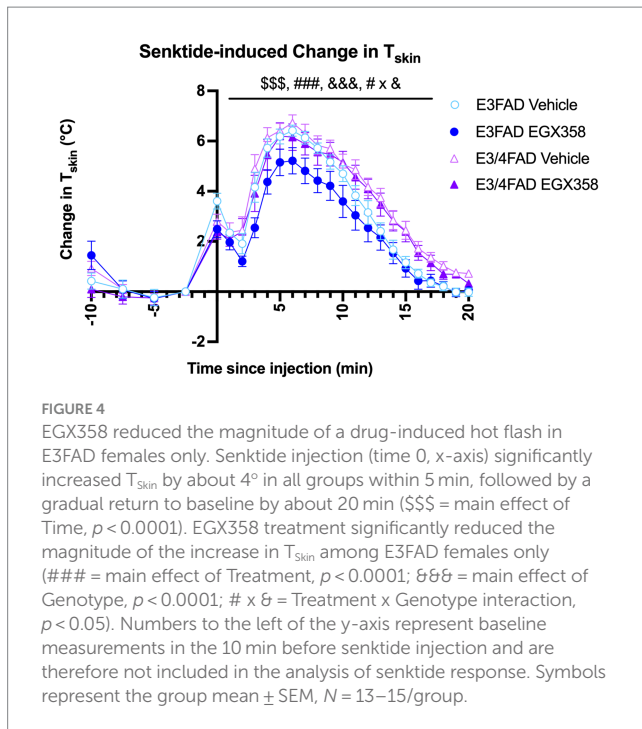 Senktide-induced Change in Tskin
$$$, ###, &&&, # x &
E3FAD Vehicle
E3FAD EGX358
E3/4FAD Vehicle
E3/4FAD EGX358
Change in Tskin (°C)
8
6
4
2
-2
-10
-5
0
5
10
15
20
Time since injection (min)
FIGURE 4
EGX358 reduced the magnitude of a drug-induced hot flash in
E3FAD females only. Senktide injection (time 0, x-axis) significantly
increased TSkin by about 4° in all groups within 5 min, followed by a
gradual return to baseline by about 20 min ($$$ = main effect of
Time, p < 0.0001). EGX358 treatment significantly reduced the
magnitude of the increase in TSkin among E3FAD females only
(### = main effect of Treatment, p < 0.0001; &&& = main effect of
Genotype, p < 0.0001; # x & = Treatment x Genotype interaction,
p < 0.05). Numbers to the left of the y-axis represent baseline
measurements in the 10 min before senktide injection and are
therefore not included in the analysis of senktide response. Symbols
represent the group mean ± SEM, N = 13–15/group.